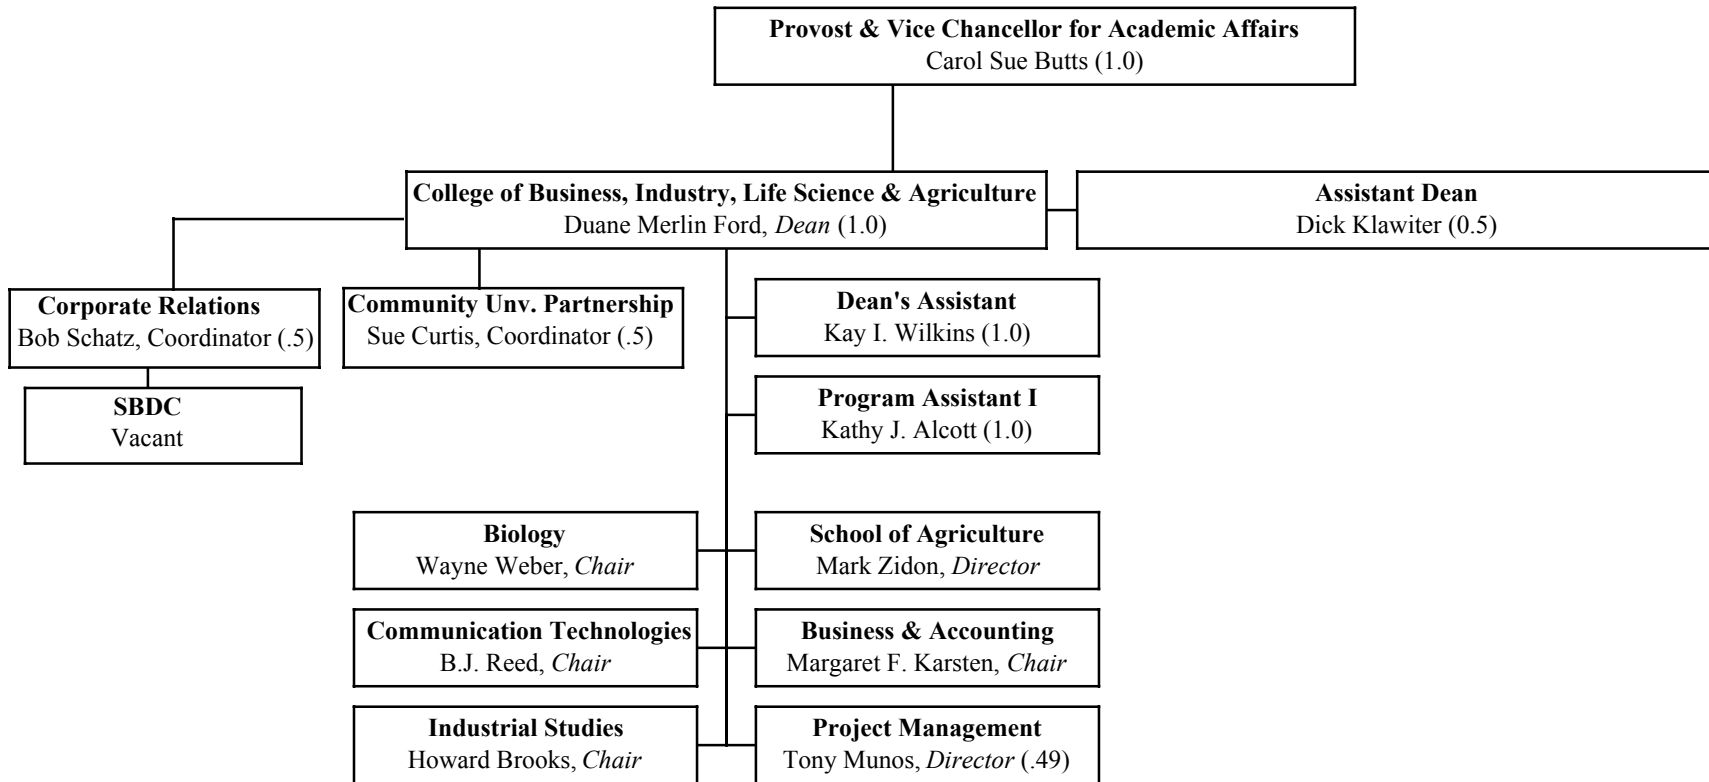 Provost & Vice Chancellor for Academic Affairs
Carol Sue Butts (1.0)
College of Business, Industry, Life Science & Agriculture
Duane Merlin Ford, Dean (1.0)
Assistant Dean
Dick Klawiter (0.5)
Corporate Relations
Bob Schatz, Coordinator (.5)
Community Unv. Partnership
Sue Curtis, Coordinator (.5)
Dean's Assistant
Kay I. Wilkins (1.0)
SBDC
Vacant
Program Assistant I
Kathy J. Alcott (1.0)
Biology
Wayne Weber, Chair
School of Agriculture
Mark Zidon, Director
Communication Technologies
B.J. Reed, Chair
Business & Accounting
Margaret F. Karsten, Chair
Industrial Studies
Howard Brooks, Chair
Project Management
Tony Munos, Director (.49)